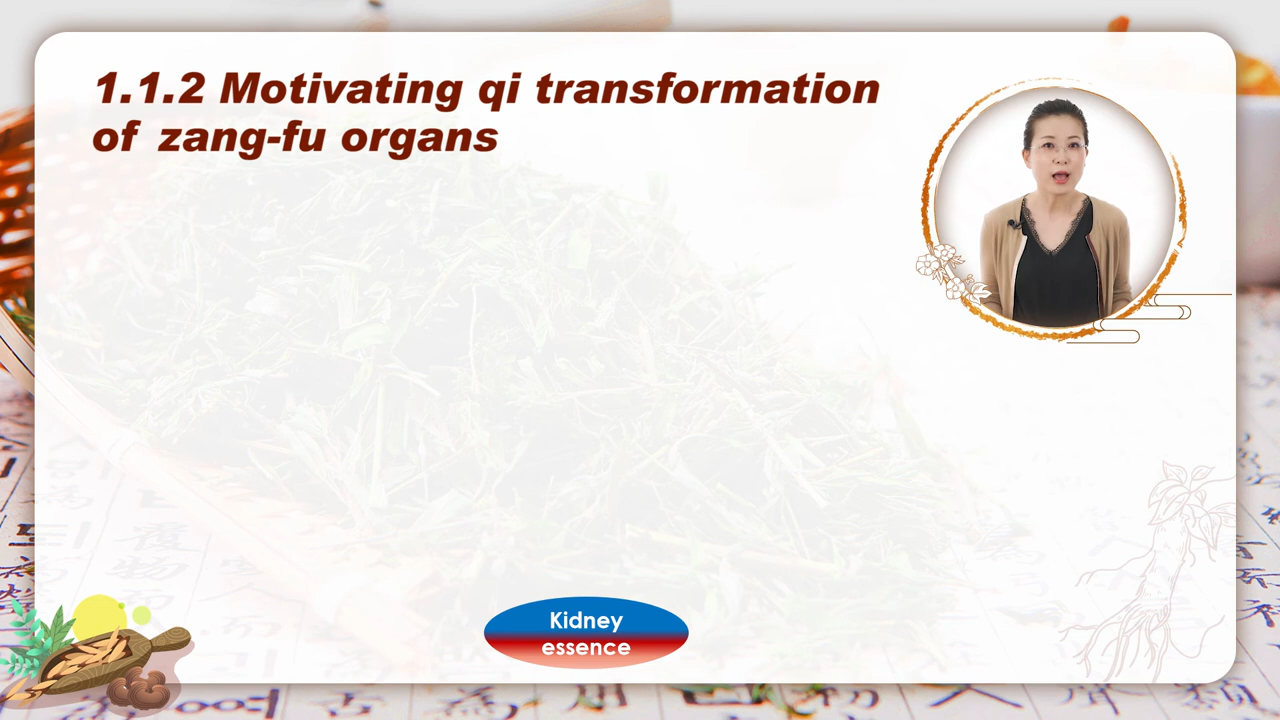 1.1.2 Motivating qi transformation
of zang-fu organs
Kidney
essence